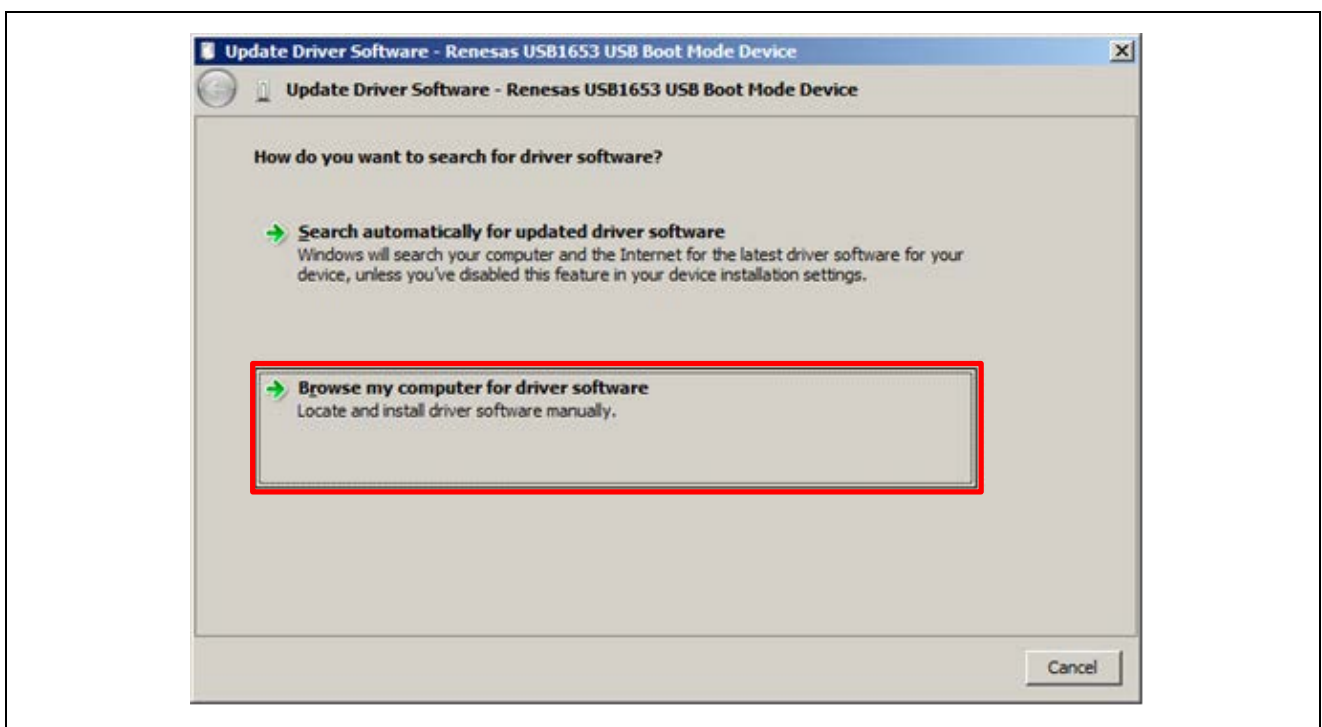 Update Driver Software - Renesas USB1653 USB Boot Mode Device
Update Driver Software - Renesas USB1653 USB Boot Mode Device
How do you want to search for driver software?
Search automatically for updated driver software
Windows will search your computer and the Internet for the latest driver software for your
device, unless you've disabled this feature in your device installation settings.
Browse my computer for driver software
Locate and install driver software manually.
Cancel